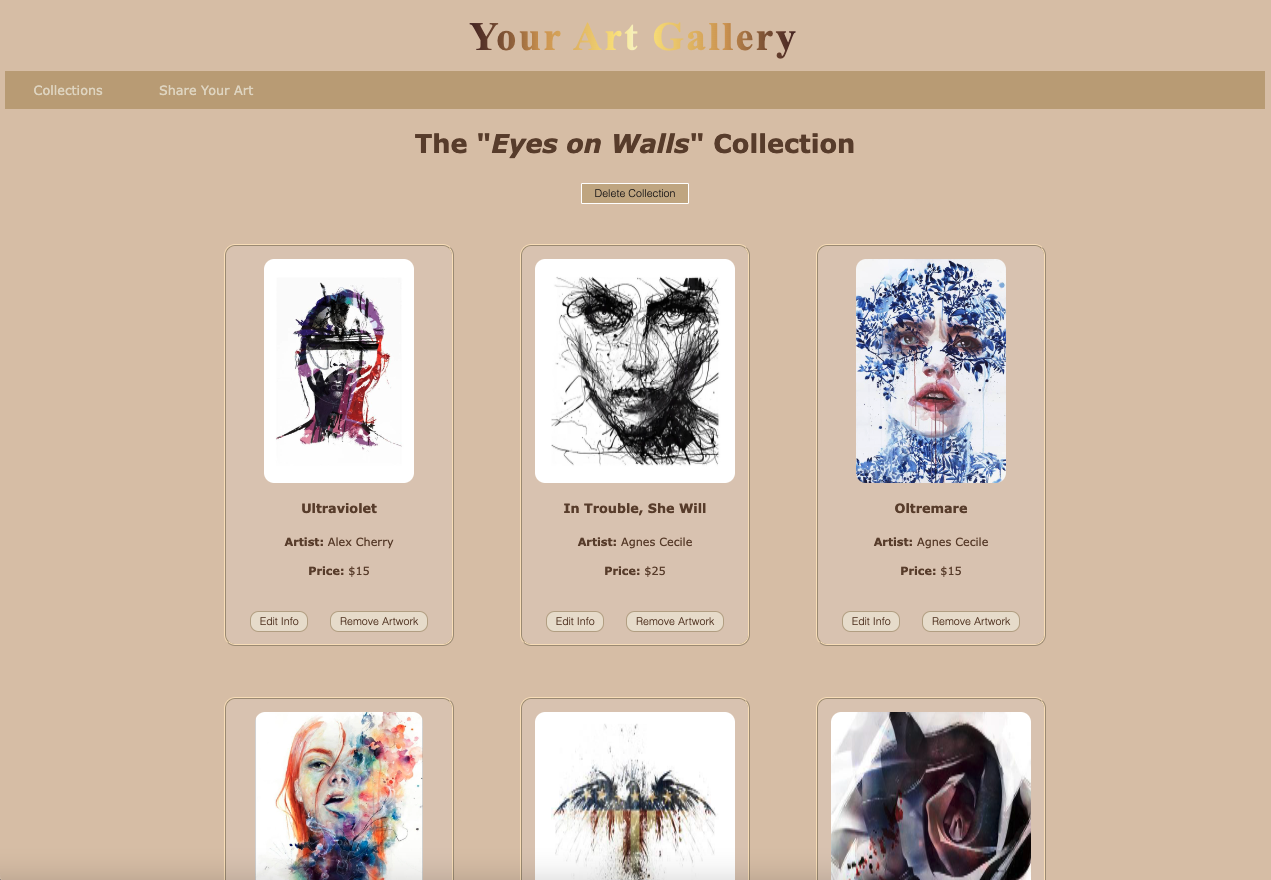 Your Art Gallery
Collections Share Your Art
The "Eyes on Walls" Collection
Delete Collection
Ultraviolet
Artist: Alex Cherry
Price: $15
Edit Info Remove Artwork
In Trouble, She Will
Artist: Agnes Cecile
Price: $25
Edit Info Remove Artwork
Oltremare
Artist: Agnes Cecile
Price: $15
Edit Info Remove Artwork